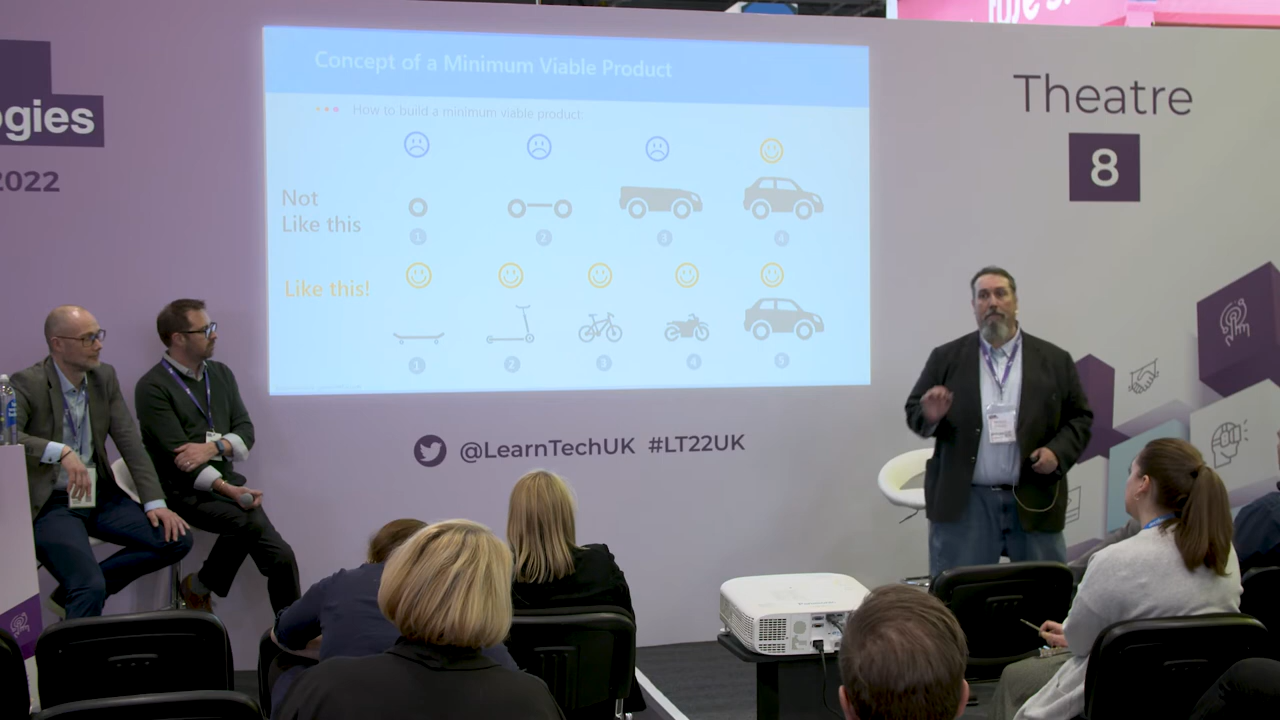 ogies
2022
Concept of a Minimum Viable Product
How to build a minimum viable product:
Not
Like this
1
2
3
4
Like this!
1
2
3
4
5
@LearnTechUK #LT22UK
Theatre
8